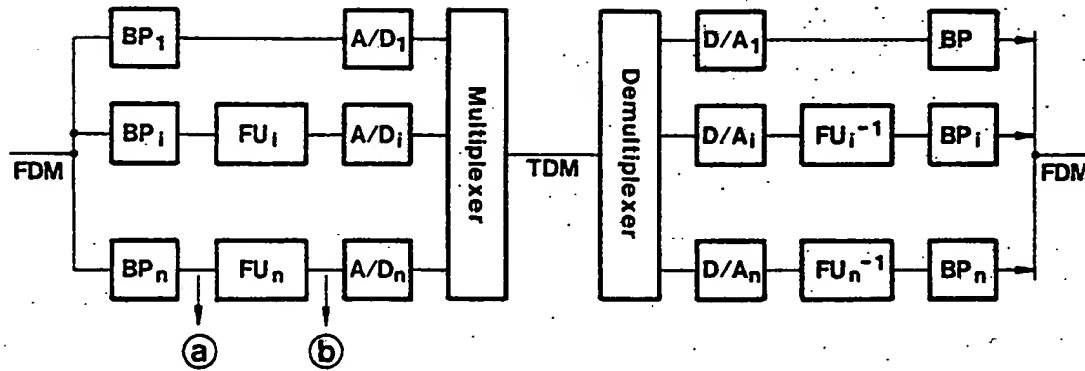 BP₁ A/D₁ D/A₁ BP
FDM BPᵢ FUᵢ A/Dᵢ Multiplexer TDM Demultiplexer D/Aᵢ FUᵢ⁻¹ BPᵢ FDM
BPₙ FUₙ A/Dₙ D/Aₙ FUₙ⁻¹ BPₙ
ⓐ ⓑ